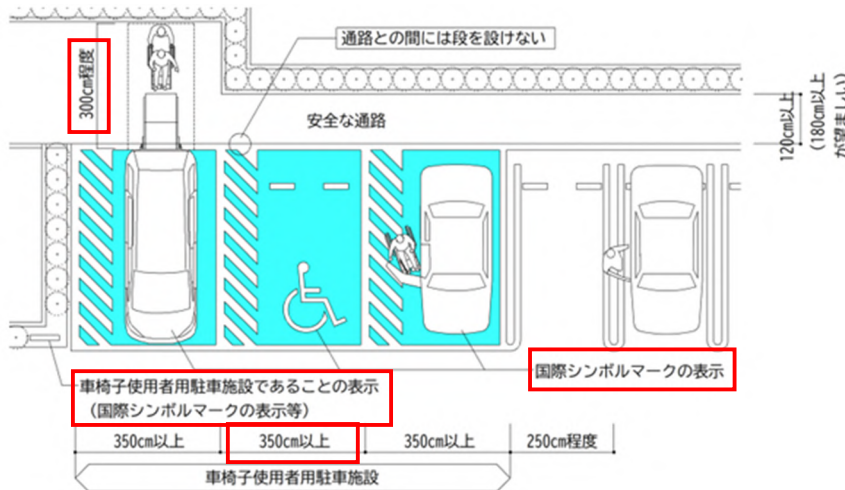 通路との間には段を設けない
300cm程度
安全な通路
120cm以上
(180cm以上
が望ましい)
国際シンボルマークの表示
車椅子使用者用駐車施設であることの表示
(国際シンボルマークの表示等)
350cm以上
350cm以上
350cm以上
250cm程度
車椅子使用者用駐車施設